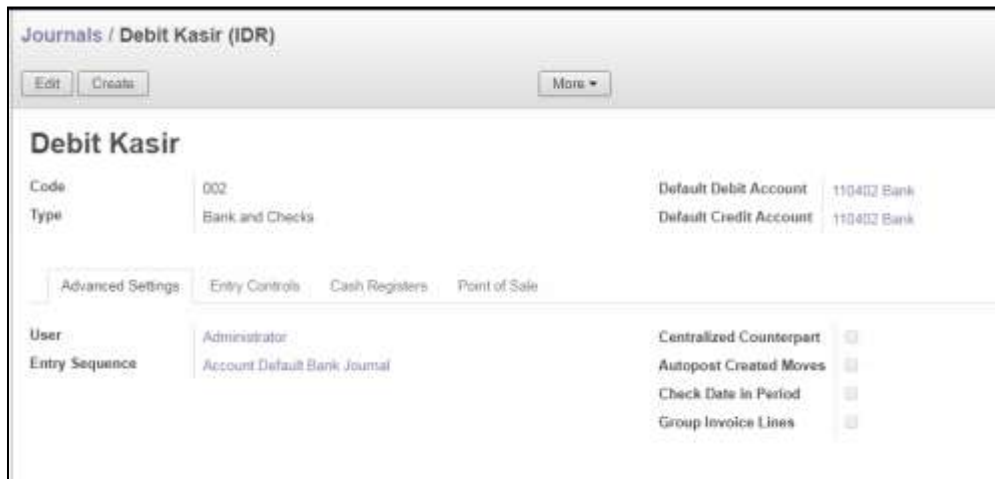 Journals / Debit Kasir (IDR)
Edit Create More
Debit Kasir
Code 002 Default Debit Account 110402 Bank
Type Bank and Checks Default Credit Account 110402 Bank
Advanced Settings Entry Controls Cash Registers Point of Sale
User Administrator Centralized Counterpart
Entry Sequence Account Default Bank Journal Autopost Created Moves
Check Date in Period
Group Invoice Lines